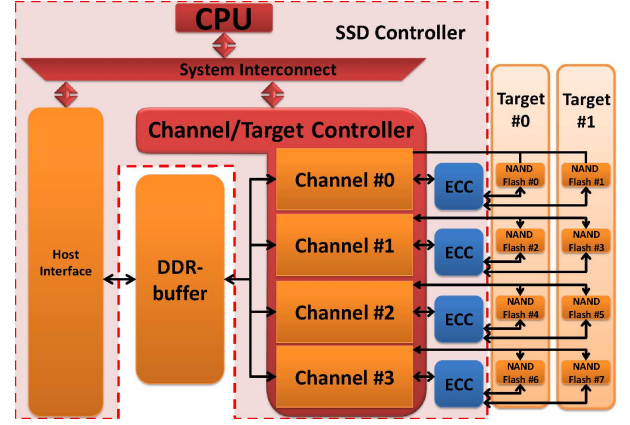 CPU
SSD Controller
System Interconnect
Channel/Target Controller
Target
#0
Target
#1
Host
Interface
DDR-
buffer
Channel #0
ECC
NAND
Flash #0
NAND
Flash #1
Channel #1
ECC
NAND
Flash #2
NAND
Flash #3
Channel #2
ECC
NAND
Flash #4
NAND
Flash #5
Channel #3
ECC
NAND
Flash #6
NAND
Flash #7